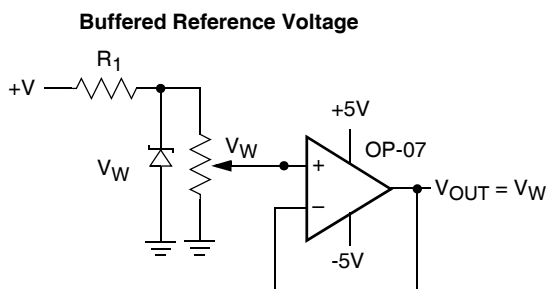 Buffered Reference Voltage
R1
+V
+5V
OP-07
VW
VW
+
VOUT = VW
–
-5V